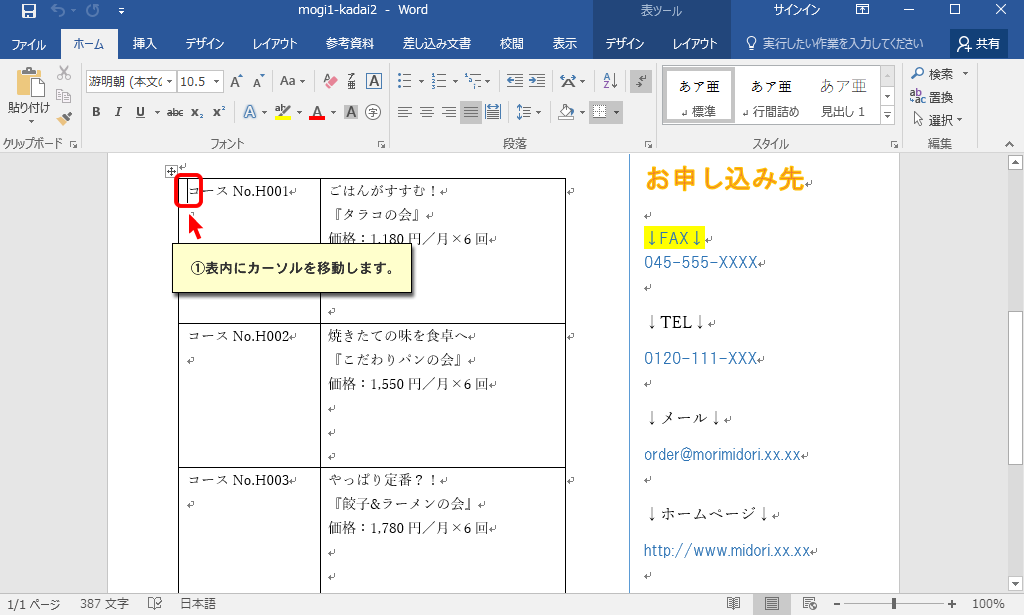 mogi1-kadai2 - Word
表ツール
サインイン
ファイル
ホーム
挿入
デザイン
レイアウト
参考資料
差し込み文書
校閲
表示
デザイン
レイアウト
実行したい作業を入力してください
共有
貼り付け
游明朝 (本文(
10.5
A A Aa
ア亜
A
B I U abc x₂ x²
A ab A A 字
A Z
あア亜
あア亜
あア亜
標準
行間詰め
見出し 1
検索
置換
選択
クリップボード
フォント
段落
スタイル
編集
コース No.H001
ごはんがすすむ！
『タラコの会』
価格：1,180 円／月×6 回
①表内にカーソルを移動します。
コース No.H002
焼きたての味を食卓へ
『こだわりパンの会』
価格：1,550 円／月×6 回
コース No.H003
やっぱり定番？！
『餃子&ラーメンの会』
価格：1,780 円／月×6 回
お申し込み先
↓FAX↓
045-555-XXXX
↓TEL↓
0120-111-XXX
↓メール↓
order@morimidori.xx.xx
↓ホームページ↓
http://www.midori.xx.xx
1/1 ページ
387 文字
日本語
100%